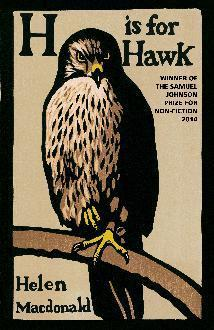 H is for
Hawk
WINNER OF
THE SAMUEL
JOHNSON
PRIZE FOR
NON-FICTION
2014
Helen
Macdonald